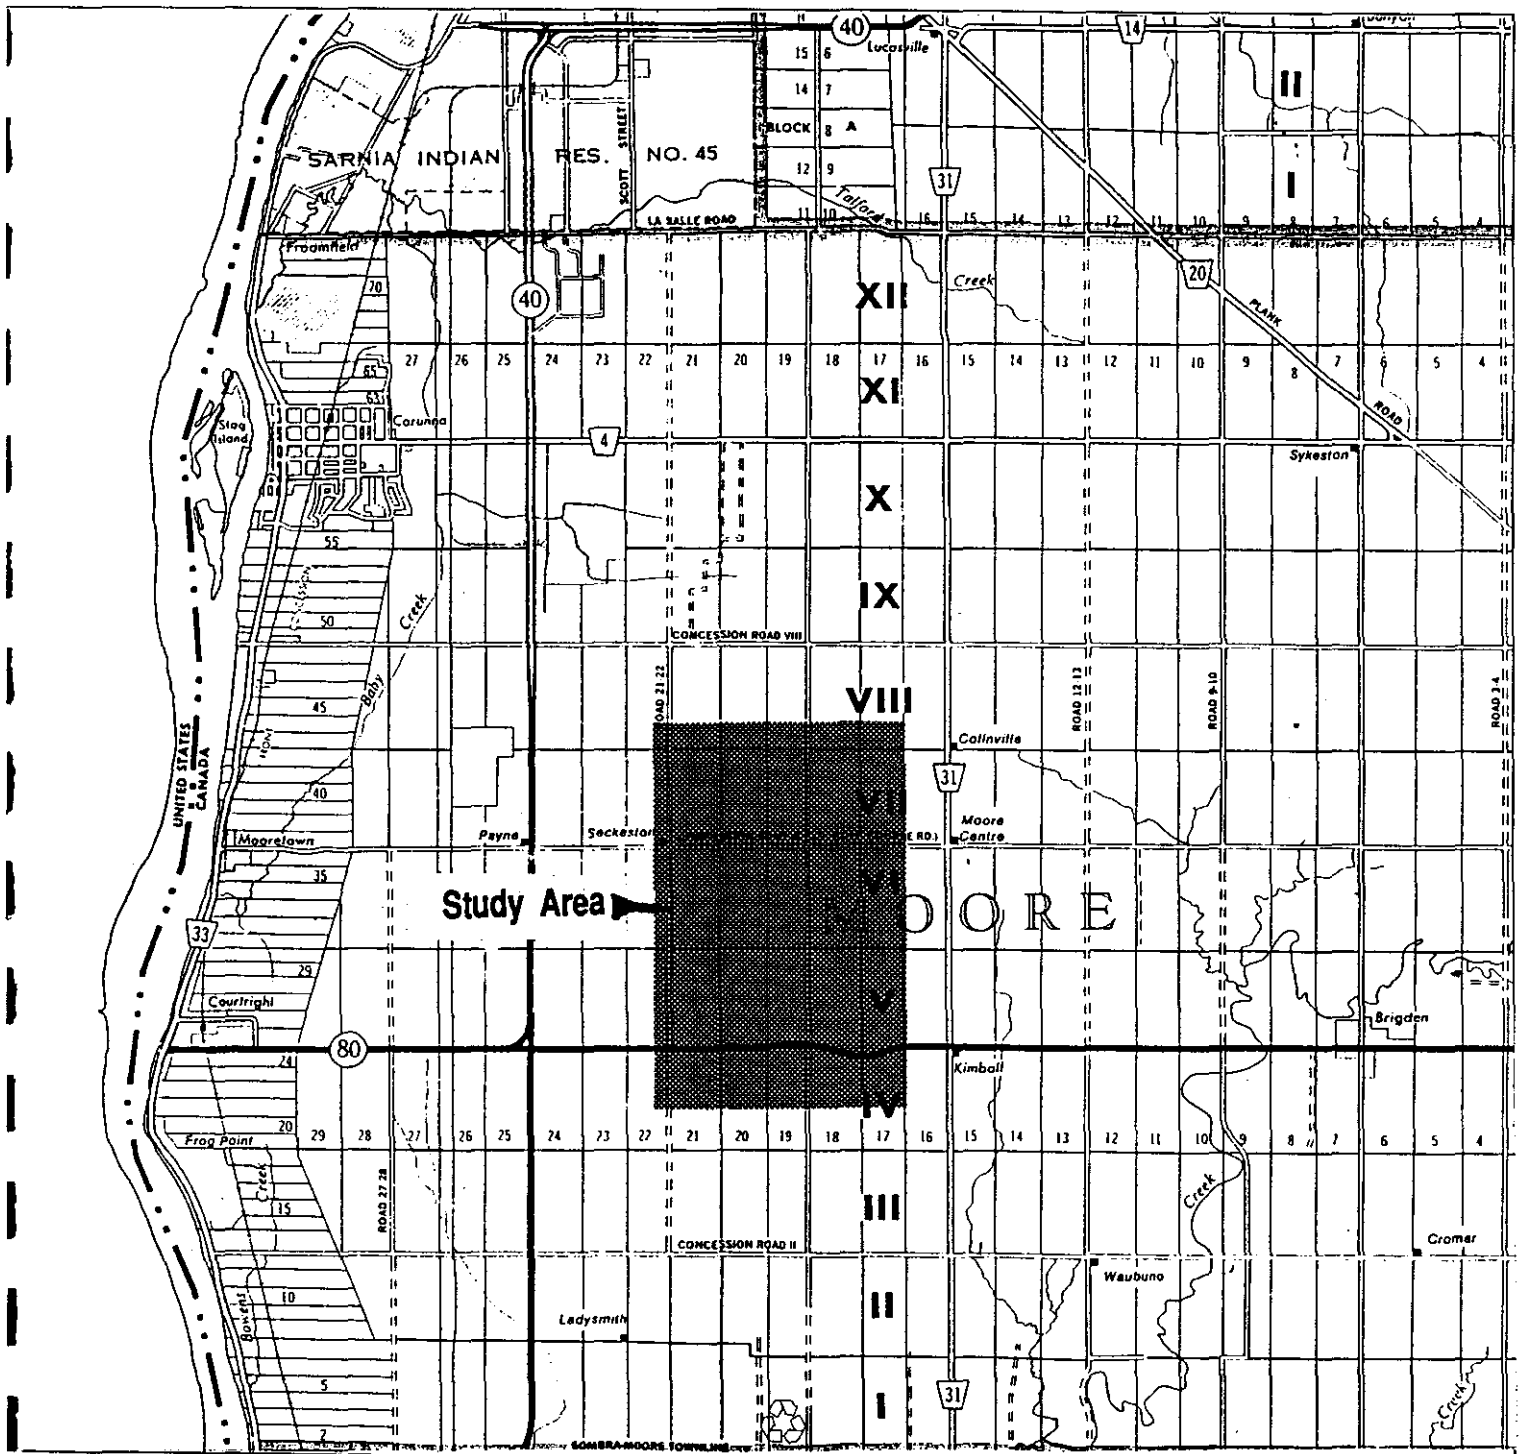 40
14
Lucasville
15 6
14 7
BLOCK 8 A
12 9
11 10
II
I
SARNIA INDIAN RES. NO. 45
SCOTT STREET
LA SALLE ROAD
Talford
Creek
31
16 15 14 13 12 11 10 9 8 7 6 5 4
Froomfield
70
40
XII
20
PLANK
ROAD
65
63
27 26 25 24 23 22 21 20 19 18 17 16 15 14 13 12 11 10 9 8 7 6 5 4
XI
Stag
Island
Corunna
4
Sykeston
X
55
CONCESSION
50
Creek
Baby
IX
CONCESSION ROAD VIII
ROAD 21-22
ROAD 12-13
ROAD 9-10
ROAD 3-4
VIII
45
FRONT
40
UNITED STATES
CANADA
Colinville
31
VII
Mooretown
Payne
Seckerton
E RD.)
Moore
Centre
35
VI
Study Area
MOORE
33
29
V
Courtright
Brigden
80
24
Kimball
IV
20
Frog Point
29 28 27 26 25 24 23 22 21 20 19 18 17 16 15 14 13 12 11 10 9 8 7 6 5 4
Creek
15
ROAD 27-28
III
Creek
CONCESSION ROAD II
Cromar
Waubuno
10
Bowens
II
Ladysmith
5
31
I
Creek
2
SOMBRA-MOORE TOWNLINE